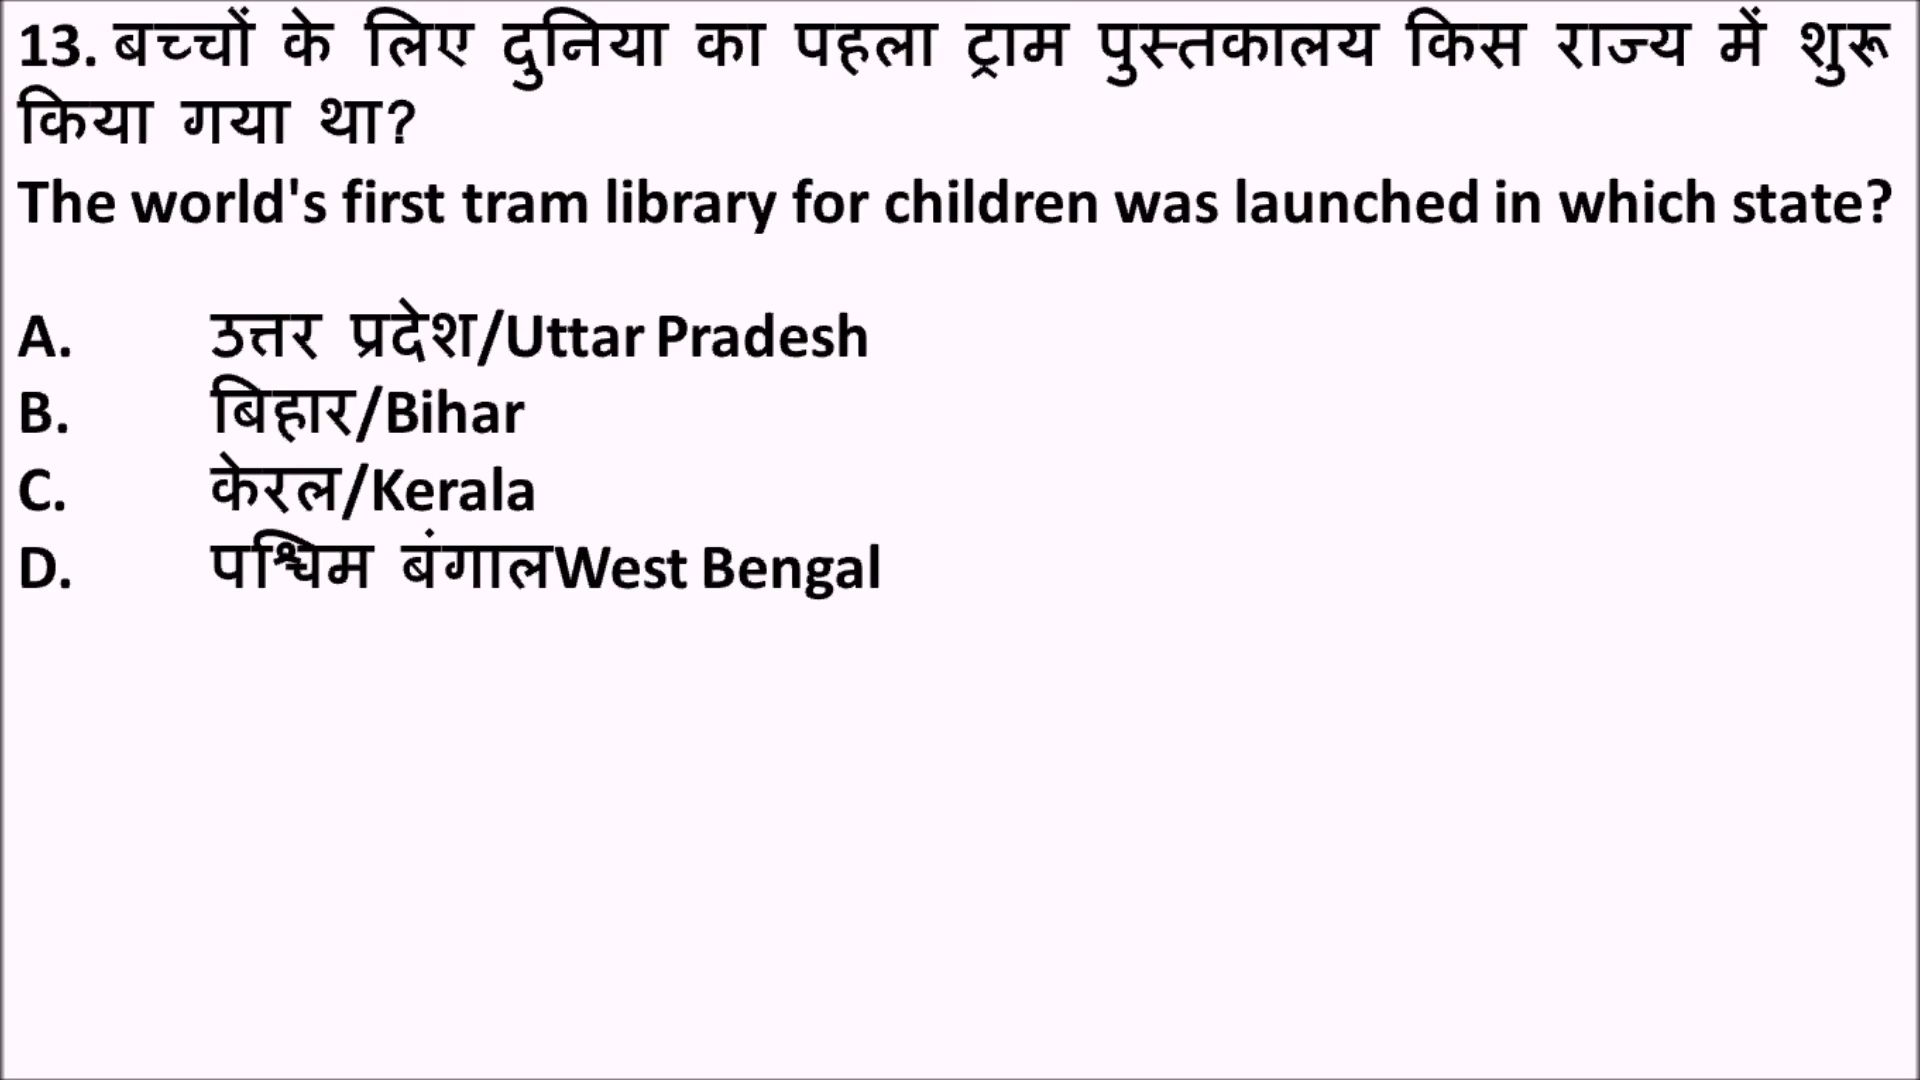 13. बच्चों के लिए दुनिया का पहला ट्राम पुस्तकालय किस राज्य में शुरू
किया गया था?
The world's first tram library for children was launched in which state?
A. उत्तर प्रदेश/Uttar Pradesh
B. बिहार/Bihar
C. केरल/Kerala
D. पश्चिम बंगालWest Bengal